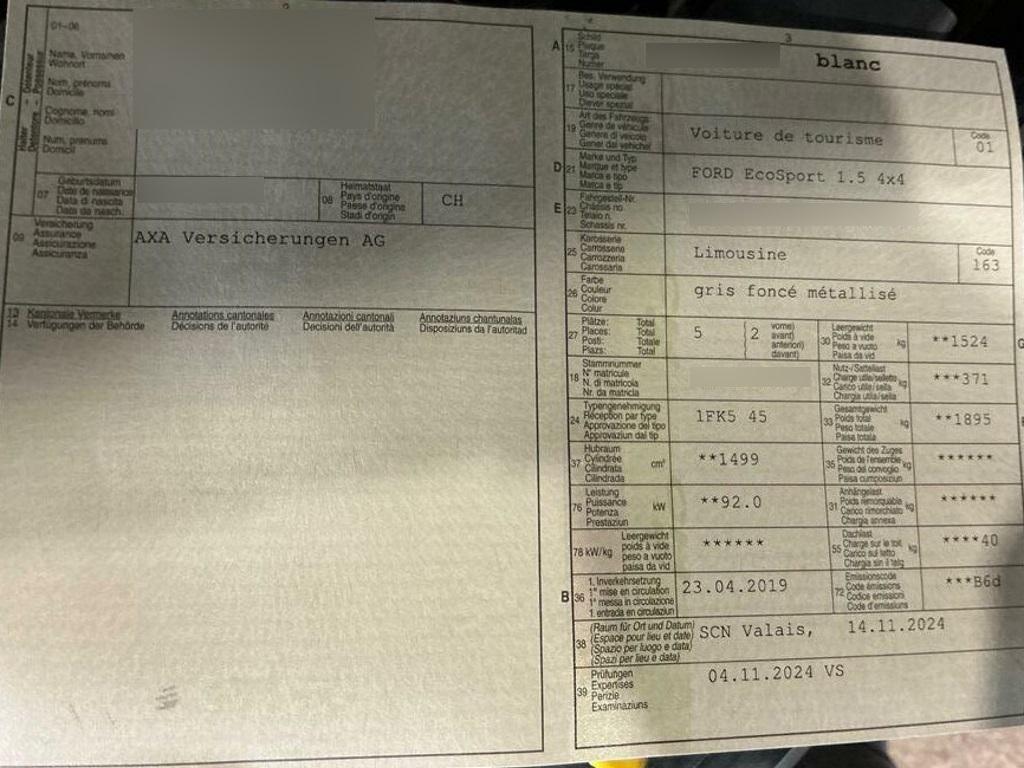 2
01-06
C
Halter Detenteur
Detentore Possessur
Name, Vornamen
Wohnort
Nom, prénoms
Domicile
Cognome, nomi
Domicilio
Num, prenums
Domicil
07
Geburtsdatum
Date de naissance
Data di nascita
Data da nasch.
08
Heimatstaat
Pays d'origine
Paese d'origine
Stadi d'origin
CH
09
Versicherung
Assurance
Assicurazione
Assicuranza
AXA Versicherungen AG
13 Kantonale Vermerke Annotations cantonales Annotazioni cantonali Annotaziuns chantunalas
14 Verfügungen der Behörde Décisions de l'autorité Decisioni dell'autorità Disposiziuns da l'autoritad
3
A 15
Schild
Plaque
Targa
Numer
blanc
17
Bes. Verwendung
Usage spécial
Uso speciale
Diever spezial
19
Art des Fahrzeugs
Genre de véhicule
Genere di veicolo
Gener dal vehichel
Voiture de tourisme
Code
01
D 21
Marke und Typ
Marque et type
Marca e tipo
Marca e tip
FORD EcoSport 1.5 4x4
E 23
Fahrgestell-Nr.
Châssis no.
Telaio n.
Schassis nr.
25
Karosserie
Carrosserie
Carrozzeria
Carossaria
Limousine
Code
163
26
Farbe
Couleur
Colore
Colur
gris foncé métallisé
27
Plätze: Total
Places: Total
Posti: Totale
Plazs: Total
5
2
vorne)
avant)
anteriori)
davant)
30
Leergewicht
Poids à vide
Peso a vuoto
Paisa da vid
kg
**1524
G
18
Stammnummer
N° matricule
N. di matricola
Nr. da matricla
32
Nutz-/Sattellast
Charge utile/sellette
Carico utile/sella
Chargia utila/sella
kg
***371
24
Typengenehmigung
Réception par type
Approvazione del tipo
Approvaziun dal tip
1FK5 45
33
Gesamtgewicht
Poids total
Peso totale
Paisa totala
kg
**1895
37
Hubraum
Cylindrée
Cilindrata
Cilindrada
cm³
**1499
35
Gewicht des Zuges
Poids de l'ensemble
Peso del convoglio
Paisa cumposiziun
kg
******
76
Leistung
Puissance
Potenza
Prestaziun
kW
**92.0
31
Anhängelast
Poids remorquable
Carico rimorchiato
Chargia annexa
kg
******
78 kW/kg
Leergewicht
poids à vide
peso a vuoto
paisa da vid
******
55
Dachlast
Charge sur le toit
Carico sul tetto
Chargia sin il tetg
kg
****40
B 36
1. Inverkehrsetzung
1re mise en circulation
1a messa in circolazione
1. entrada en circulaziun
23.04.2019
72
Emissionscode
Code émissions
Codice emissioni
Code d'emissiuns
***B6d
38
(Raum für Ort und Datum)
(Espace pour lieu et date)
(Spazio per luogo e data)
(Spazi per lieu e data)
SCN Valais, 14.11.2024
39
Prüfungen
Expertises
Perizie
Examinaziuns
04.11.2024 VS